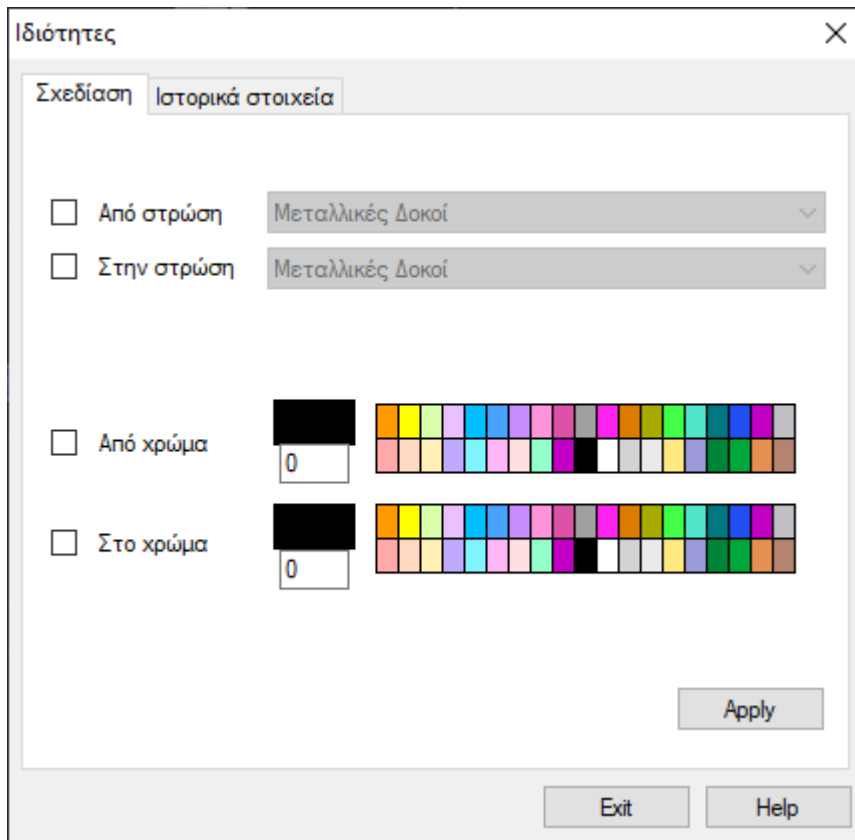 Ιδιότητες
Σχεδίαση Ιστορικά στοιχεία
Από στρώση Μεταλλικές Δοκοί
Στην στρώση Μεταλλικές Δοκοί
Από χρώμα 0
Στο χρώμα 0
Apply
Exit Help